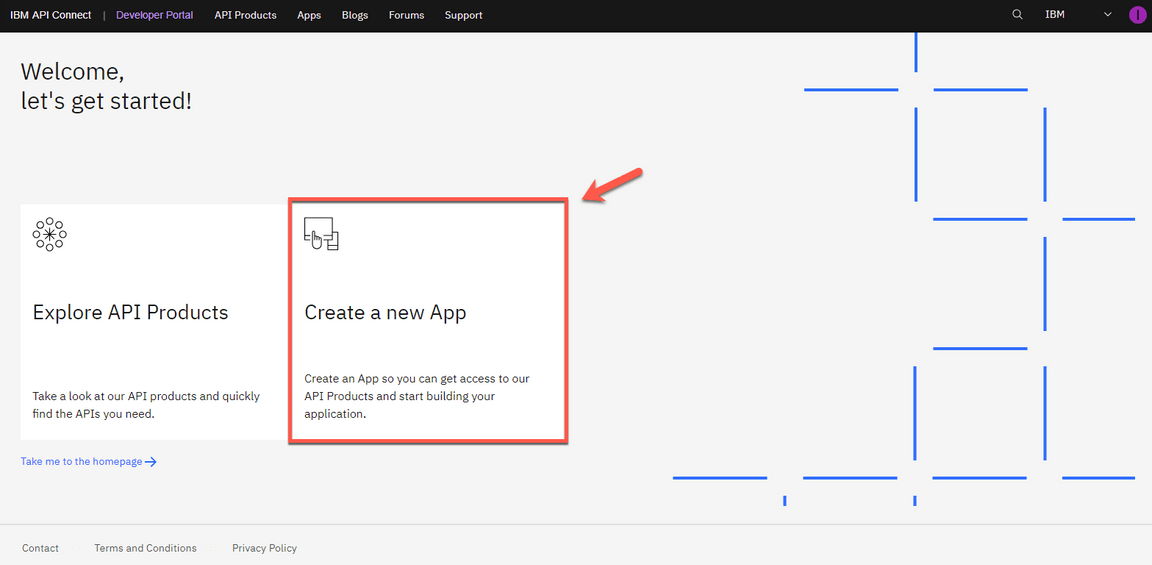 IBM API Connect | Developer Portal API Products Apps Blogs Forums Support IBM I
Welcome,
let's get started!
Explore API Products
Take a look at our API products and quickly
find the APIs you need.
Create a new App
Create an App so you can get access to our
API Products and start building your
application.
Take me to the homepage
Contact Terms and Conditions Privacy Policy